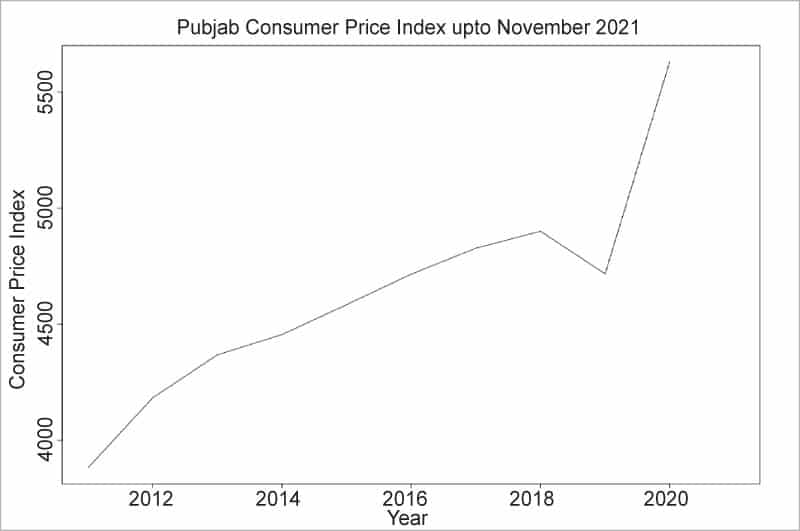 Pubjab Consumer Price Index upto November 2021
Consumer Price Index
5500
5000
4500
4000
2012 2014 2016 2018 2020
Year